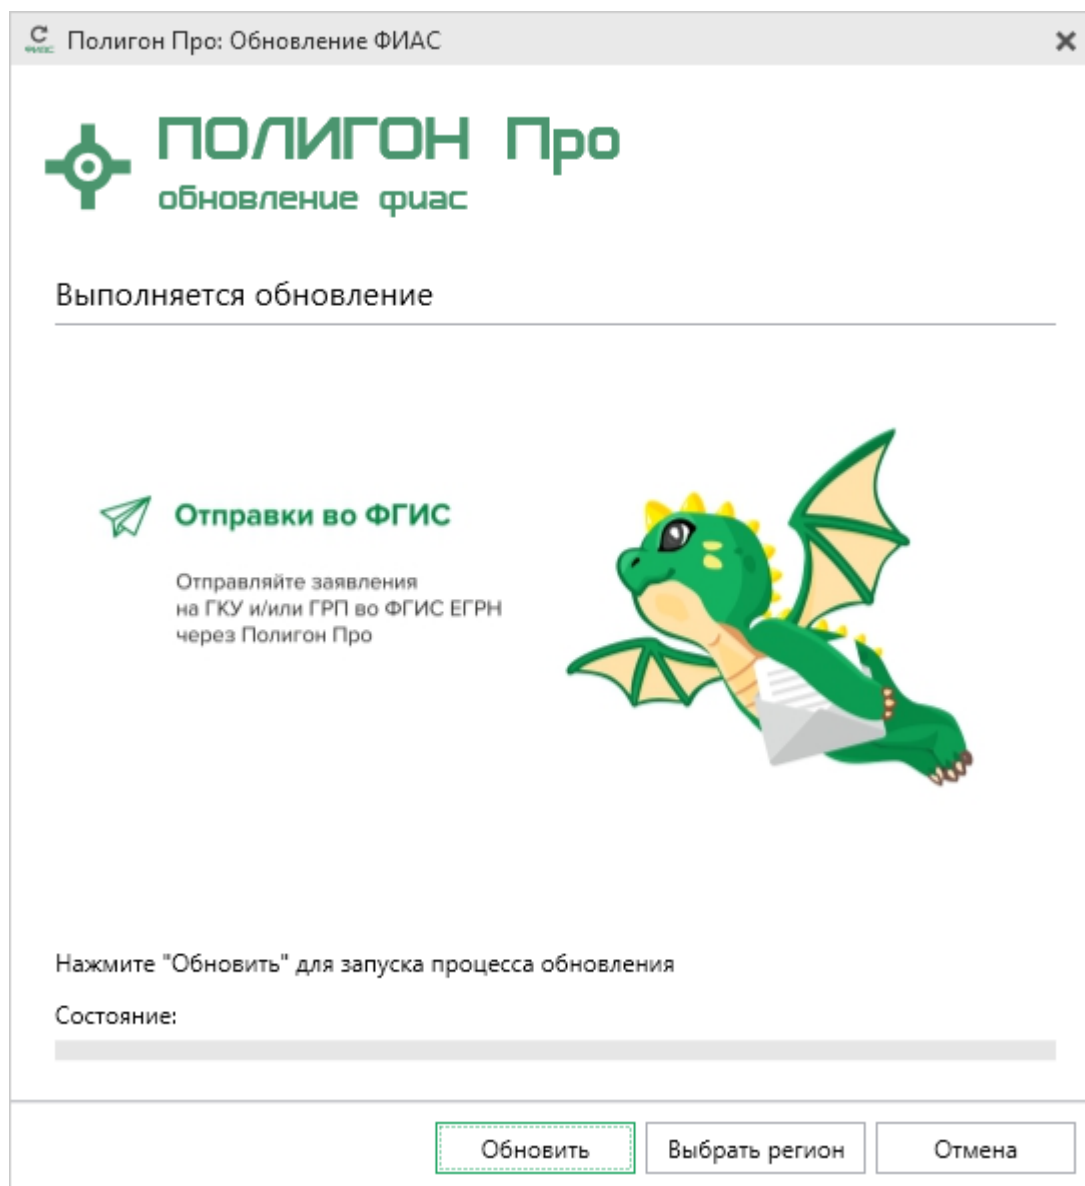 Полигон Про: Обновление ФИАС
ПОЛИГОН Про
обновление фиас
Выполняется обновление
Отправки во ФГИС
Отправляйте заявления
на ГКУ и/или ГРП во ФГИС ЕГРН
через Полигон Про
Нажмите "Обновить" для запуска процесса обновления
Состояние:
Обновить
Выбрать регион
Отмена